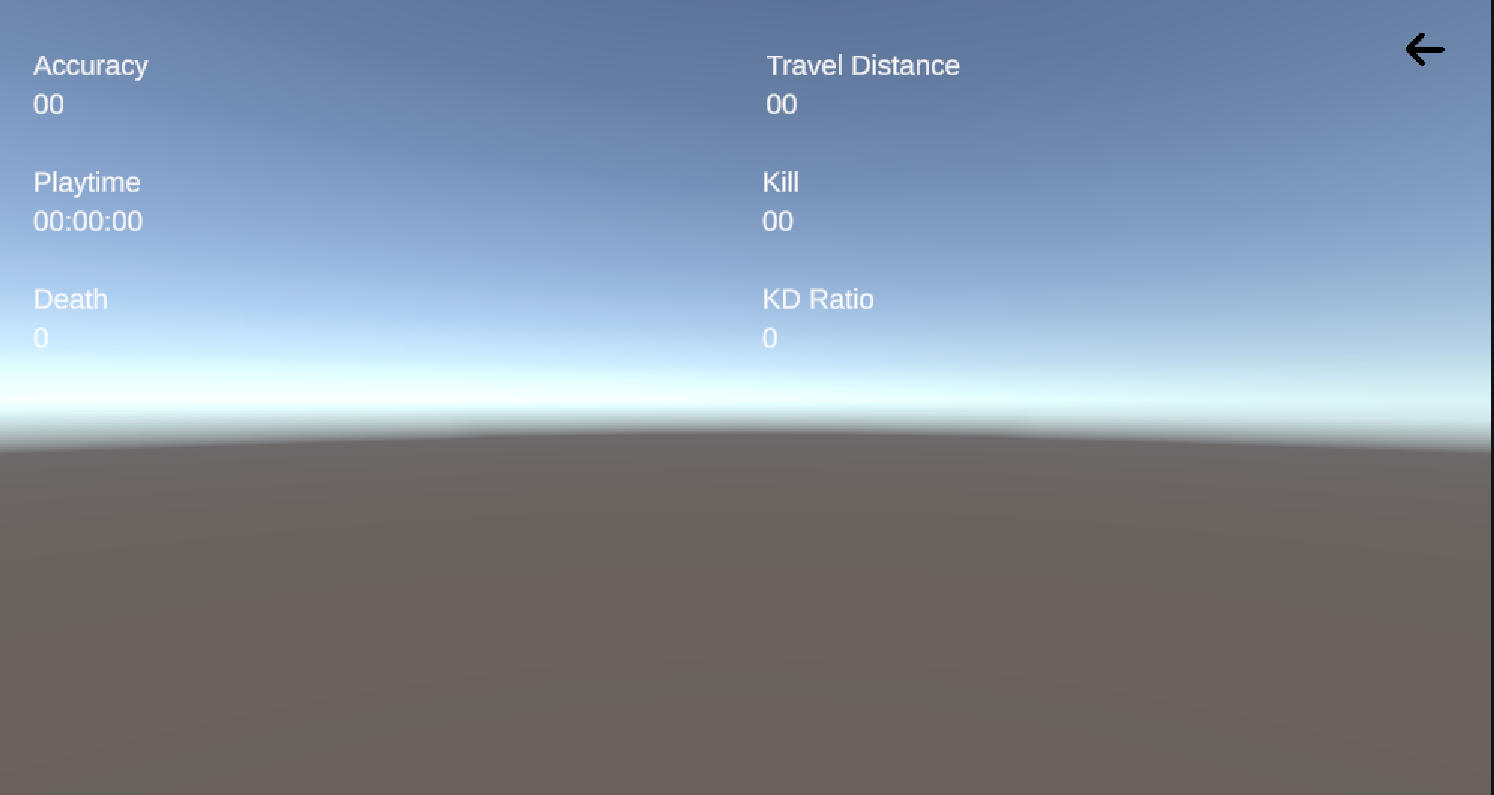 Accuracy
00
Travel Distance
00
Playtime
00:00:00
Kill
00
Death
0
KD Ratio
0